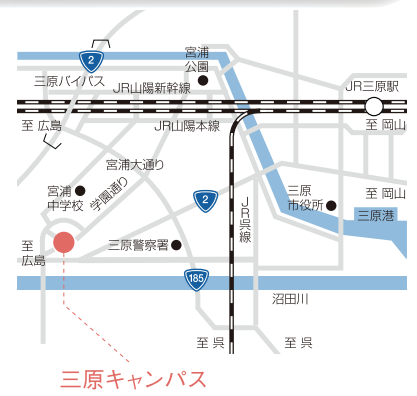 2
三原バイパス
宮浦
公園
JR山陽新幹線
JR三原駅
至 広島
JR山陽本線
至 岡山
宮浦大通り
学園通り
宮浦
中学校
2
JR呉線
三原
市役所
至 岡山
三原港
至
広島
三原警察署
185
沼田川
至 呉
至 呉
三原キャンパス